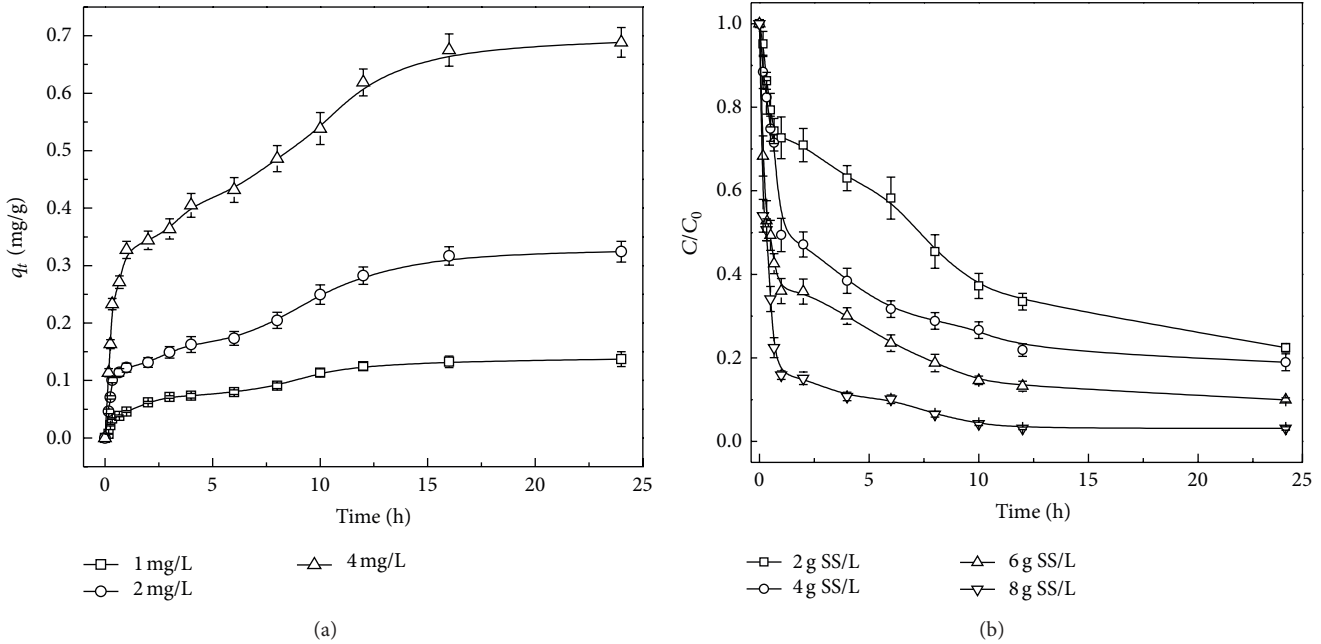 0.7
0.6
0.5
0.4
0.3
0.2
0.1
0.0
q_t (mg/g)
0 5 10 15 20 25
Time (h)
1 mg/L
2 mg/L
4 mg/L
(a)
1.0
0.8
0.6
0.4
0.2
0.0
C/C_0
0 5 10 15 20 25
Time (h)
2 g SS/L
4 g SS/L
6 g SS/L
8 g SS/L
(b)